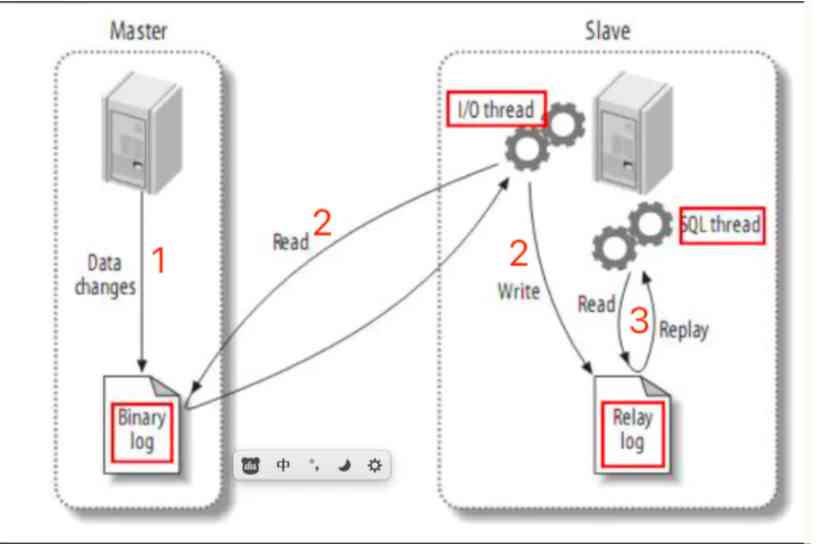 Master
Slave
I/O thread
SQL thread
Read
2
1
Data
changes
2
Write
Read
3
Replay
Binary
log
Relay
log
du
中
°,